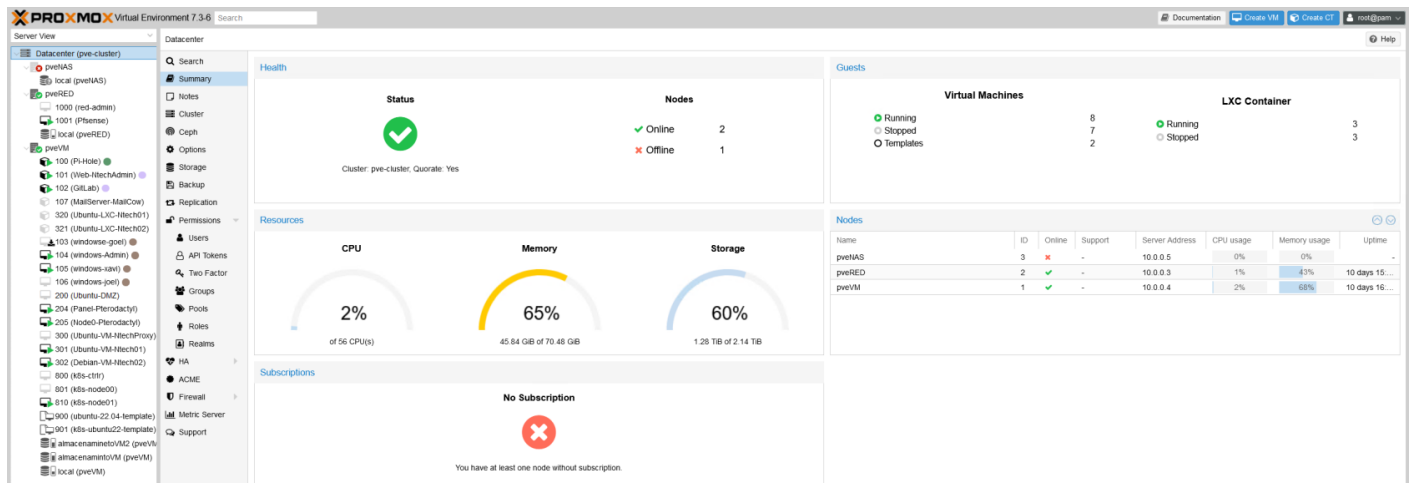 PROXMOX Virtual Environment 7.3-6 Search
Documentation Create VM Create CT root@pam
Server View
Datacenter (pve-cluster)
pveNAS
local (pveNAS)
pveRED
1000 (red-admin)
1001 (Pfsense)
local (pveRED)
pveVM
100 (Pi-Hole)
101 (Web-NtechAdmin)
102 (GitLab)
107 (MailServer-MailCow)
320 (Ubuntu-LXC-Ntech01)
321 (Ubuntu-LXC-Ntech02)
103 (windowse-goel)
104 (windows-Admin)
105 (windows-xavi)
106 (windows-joel)
200 (Ubuntu-DMZ)
204 (Panel-Pterodactyl)
205 (Node0-Pterodactyl)
300 (Ubuntu-VM-NtechProxy)
301 (Ubuntu-VM-Ntech01)
302 (Debian-VM-Ntech02)
800 (k8s-ctrlr)
801 (k8s-node00)
810 (k8s-node01)
900 (ubuntu-22.04-template)
901 (k8s-ubuntu22-template)
almacenaminetoVM2 (pveVM
almacenamintoVM (pveVM)
local (pveVM)
Datacenter
Help
Search
Summary
Notes
Cluster
Ceph
Options
Storage
Backup
Replication
Permissions
Users
API Tokens
Two Factor
Groups
Pools
Roles
Realms
HA
ACME
Firewall
Metric Server
Support
Health
Status
Cluster: pve-cluster, Quorate: Yes
Nodes
Online 2
Offline 1
Guests
Virtual Machines
Running 8
Stopped 7
Templates 2
LXC Container
Running 3
Stopped 3
Resources
CPU
2%
of 56 CPU(s)
Memory
65%
45.84 GiB of 70.48 GiB
Storage
60%
1.28 TiB of 2.14 TiB
Nodes
Name ID Online Support Server Address CPU usage Memory usage Uptime
pveNAS 3 - 10.0.0.5 0% 0% -
pveRED 2 - 10.0.0.3 1% 43% 10 days 15:...
pveVM 1 - 10.0.0.4 2% 68% 10 days 16:...
Subscriptions
No Subscription
You have at least one node without subscription.